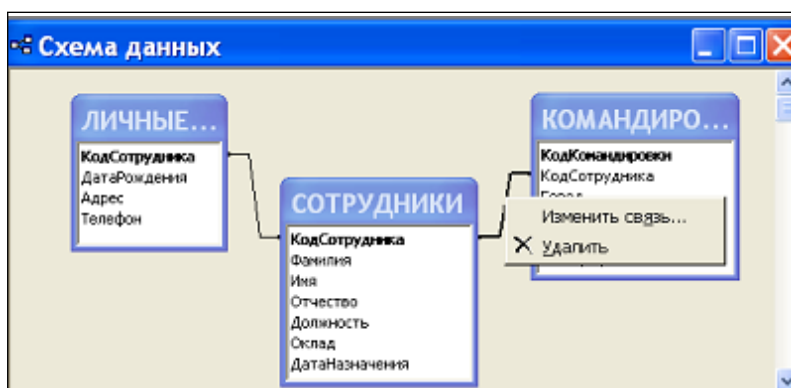 Схема данных
ЛИЧНЫЕ...
КодСотрудника
ДатаРождения
Адрес
Телефон
СОТРУДНИКИ
КодСотрудника
Фамилия
Имя
Отчество
Должность
Оклад
ДатаНазначения
КОМАНДИРО...
КодКомандировки
КодСотрудника
Город
Изменить связь...
Удалить